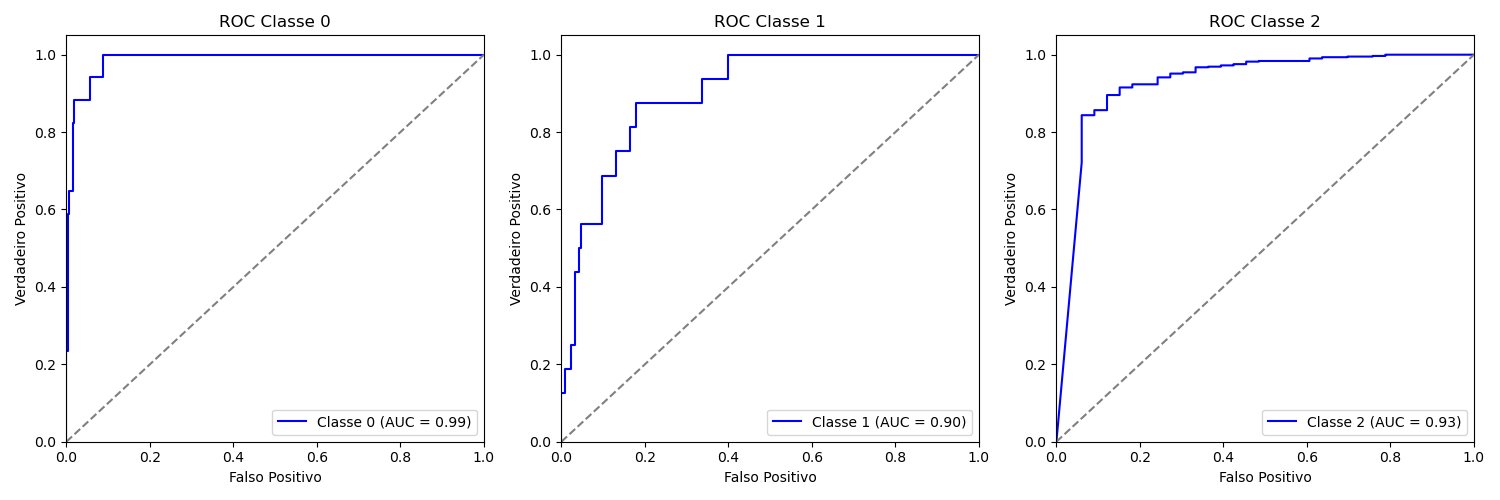 ROC Classe 0
1.0
0.8
0.6
0.4
0.2
0.0
Verdadeiro Positivo
Classe 0 (AUC = 0.99)
0.0 0.2 0.4 0.6 0.8 1.0
Falso Positivo
ROC Classe 1
1.0
0.8
0.6
0.4
0.2
0.0
Verdadeiro Positivo
Classe 1 (AUC = 0.90)
0.0 0.2 0.4 0.6 0.8 1.0
Falso Positivo
ROC Classe 2
1.0
0.8
0.6
0.4
0.2
0.0
Verdadeiro Positivo
Classe 2 (AUC = 0.93)
0.0 0.2 0.4 0.6 0.8 1.0
Falso Positivo